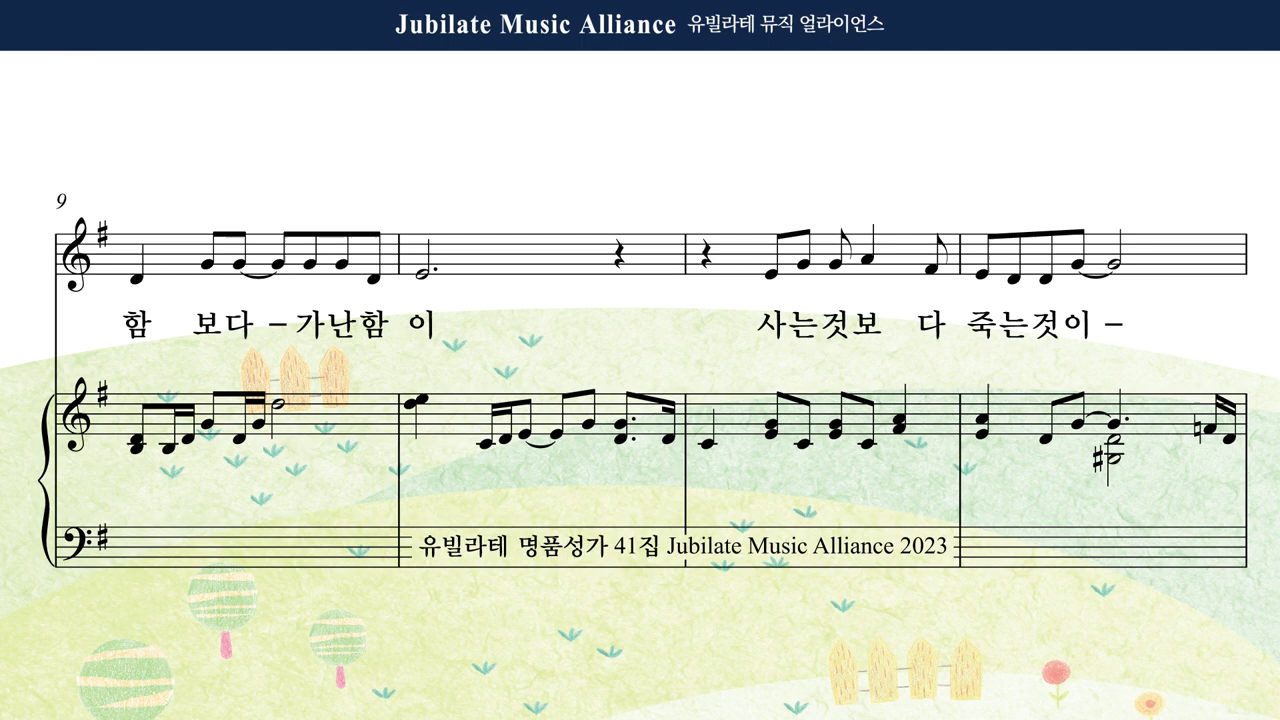 Jubilate Music Alliance 유빌라테 뮤직 얼라이언스
9
함 보다 - 가난함 이 사는것보 다 죽는것이 -
유빌라테 명품성가 41집 Jubilate Music Alliance 2023